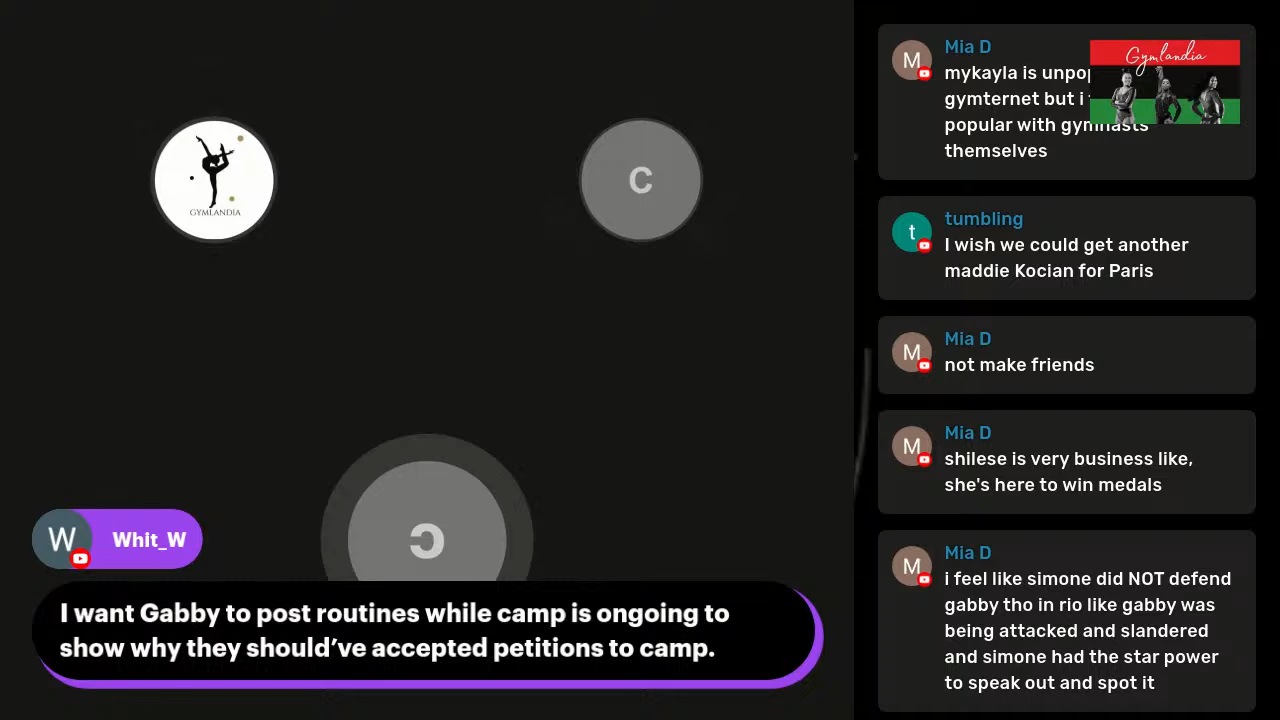 GYMLANDIA
C
ɔ
W
Whit_W
I want Gabby to post routines while camp is ongoing to
show why they should’ve accepted petitions to camp.
Gymlandia
M
Mia D
mykayla is
gymternet but i
popular with gymnasts
themselves
t
tumbling
I wish we could get another
maddie Kocian for Paris
M
Mia D
not make friends
M
Mia D
shilese is very business like,
she's here to win medals
M
Mia D
i feel like simone did NOT defend
gabby tho in rio like gabby was
being attacked and slandered
and simone had the star power
to speak out and spot it